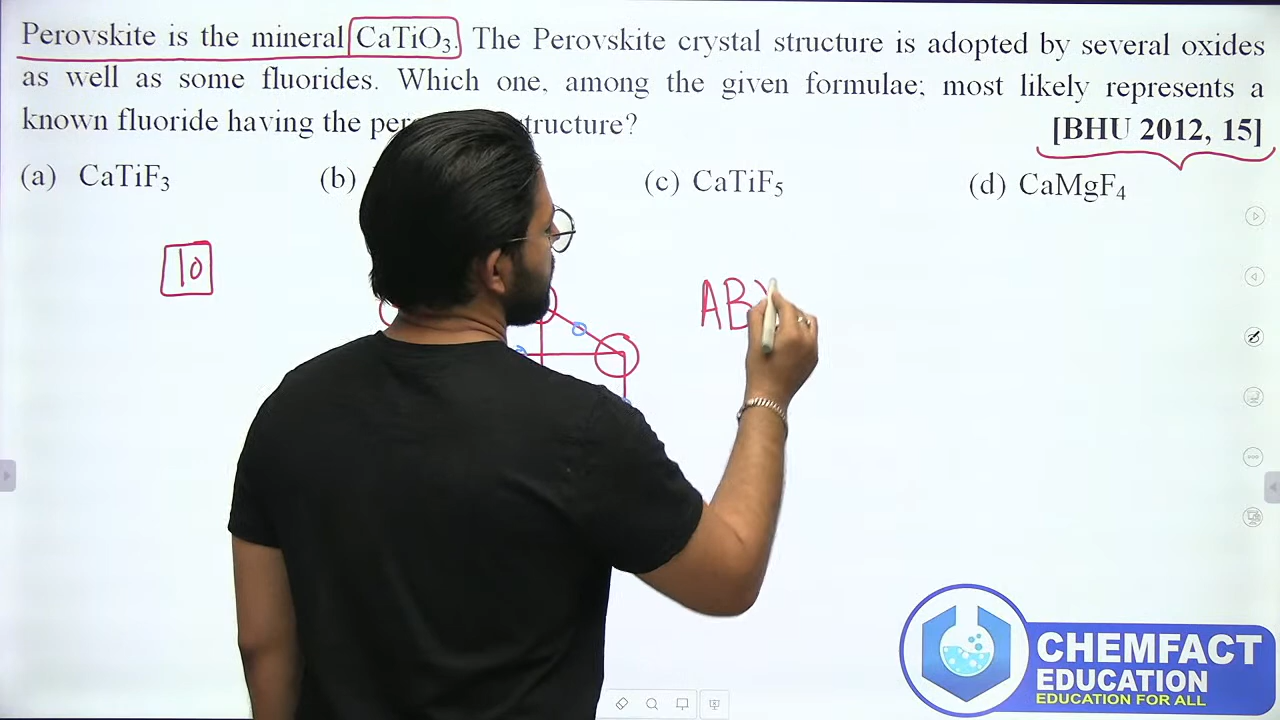 Perovskite is the mineral CaTiO3. The Perovskite crystal structure is adopted by several oxides
as well as some fluorides. Which one, among the given formulae; most likely represents a
known fluoride having the structure?
[BHU 2012, 15]
(a) CaTiF3 (b) (c) CaTiF5 (d) CaMgF4
10
AB
CHEMFACT
EDUCATION
EDUCATION FOR ALL